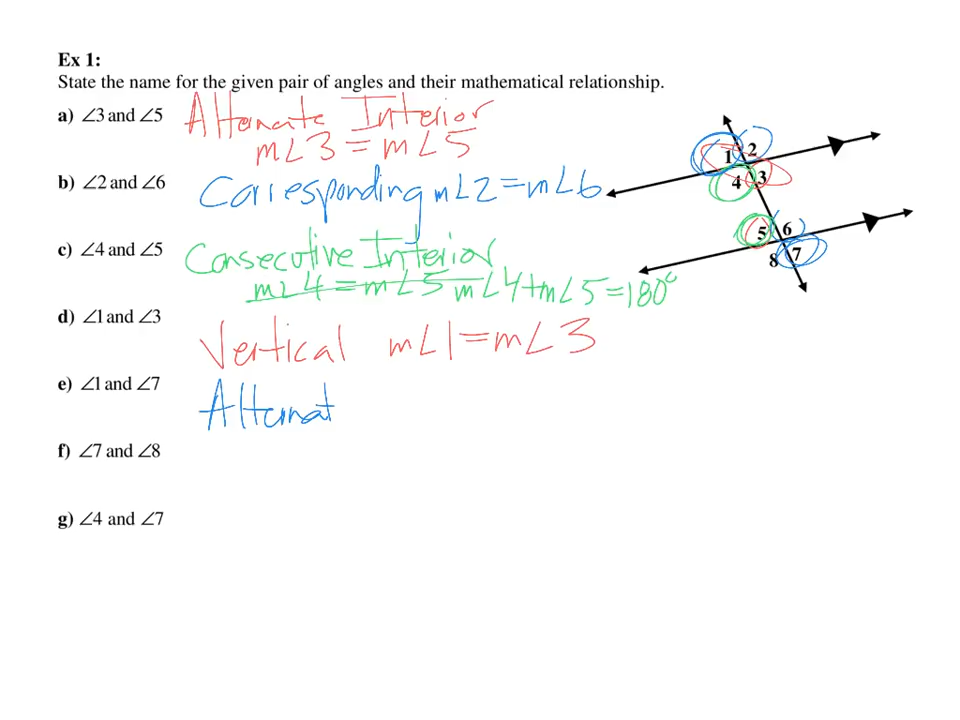 Ex 1:
State the name for the given pair of angles and their mathematical relationship.
a) ∠3 and ∠5 Alternate Interior
m∠3 = m∠5
b) ∠2 and ∠6 Corresponding m∠2 = m∠6
c) ∠4 and ∠5 Consecutive Interior
m∠4 = m∠5 m∠4 + m∠5 = 180°
d) ∠1 and ∠3 Vertical m∠1 = m∠3
e) ∠1 and ∠7 Alternat
f) ∠7 and ∠8
g) ∠4 and ∠7
1 2
4 3
5 6
8 7